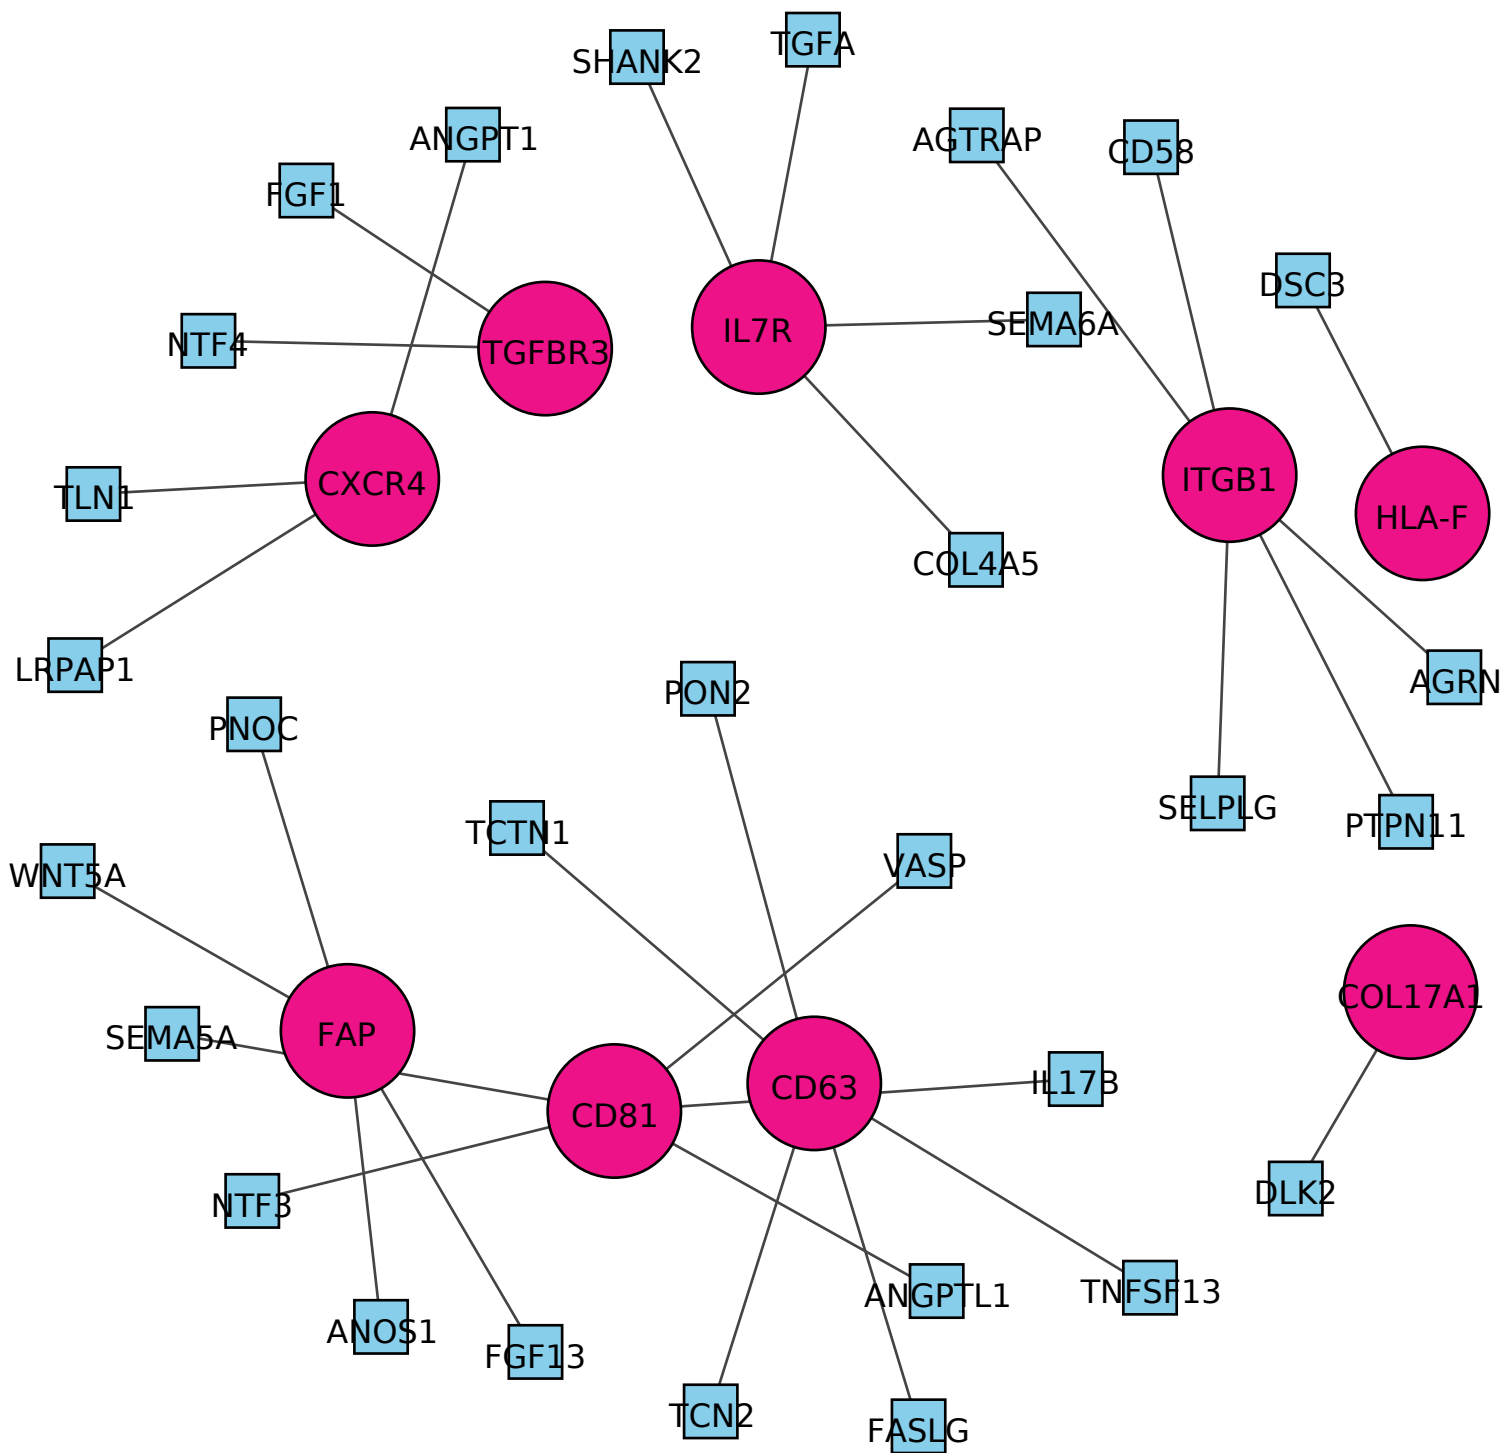 TGFA
SHANK2
ANGPT1
AGTRAP
CD58
FGF1
DSC3
SEMA6A
IL7R
NTF4
TGFBR3
CXCR4
ITGB1
TLN1
HLA-F
COL4A5
LRPAP1
AGRN
PON2
PNOC
SELPLG
PTPN11
TCTN1
VASP
WNT5A
COL17A1
FAP
SEMA5A
IL17B
CD63
CD81
DLK2
NTF3
TNFSF13
ANGPTL1
ANOS1
FGF13
TCN2
FASLG